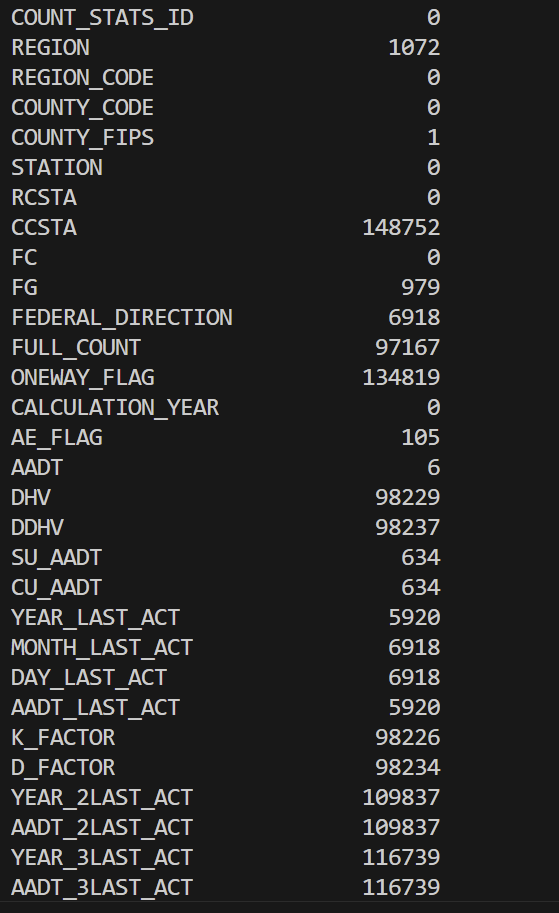 COUNT_STATS_ID 0
REGION 1072
REGION_CODE 0
COUNTY_CODE 0
COUNTY_FIPS 1
STATION 0
RCSTA 0
CCSTA 148752
FC 0
FG 979
FEDERAL_DIRECTION 6918
FULL_COUNT 97167
ONEWAY_FLAG 134819
CALCULATION_YEAR 0
AE_FLAG 105
AADT 6
DHV 98229
DDHV 98237
SU_AADT 634
CU_AADT 634
YEAR_LAST_ACT 5920
MONTH_LAST_ACT 6918
DAY_LAST_ACT 6918
AADT_LAST_ACT 5920
K_FACTOR 98226
D_FACTOR 98234
YEAR_2LAST_ACT 109837
AADT_2LAST_ACT 109837
YEAR_3LAST_ACT 116739
AADT_3LAST_ACT 116739